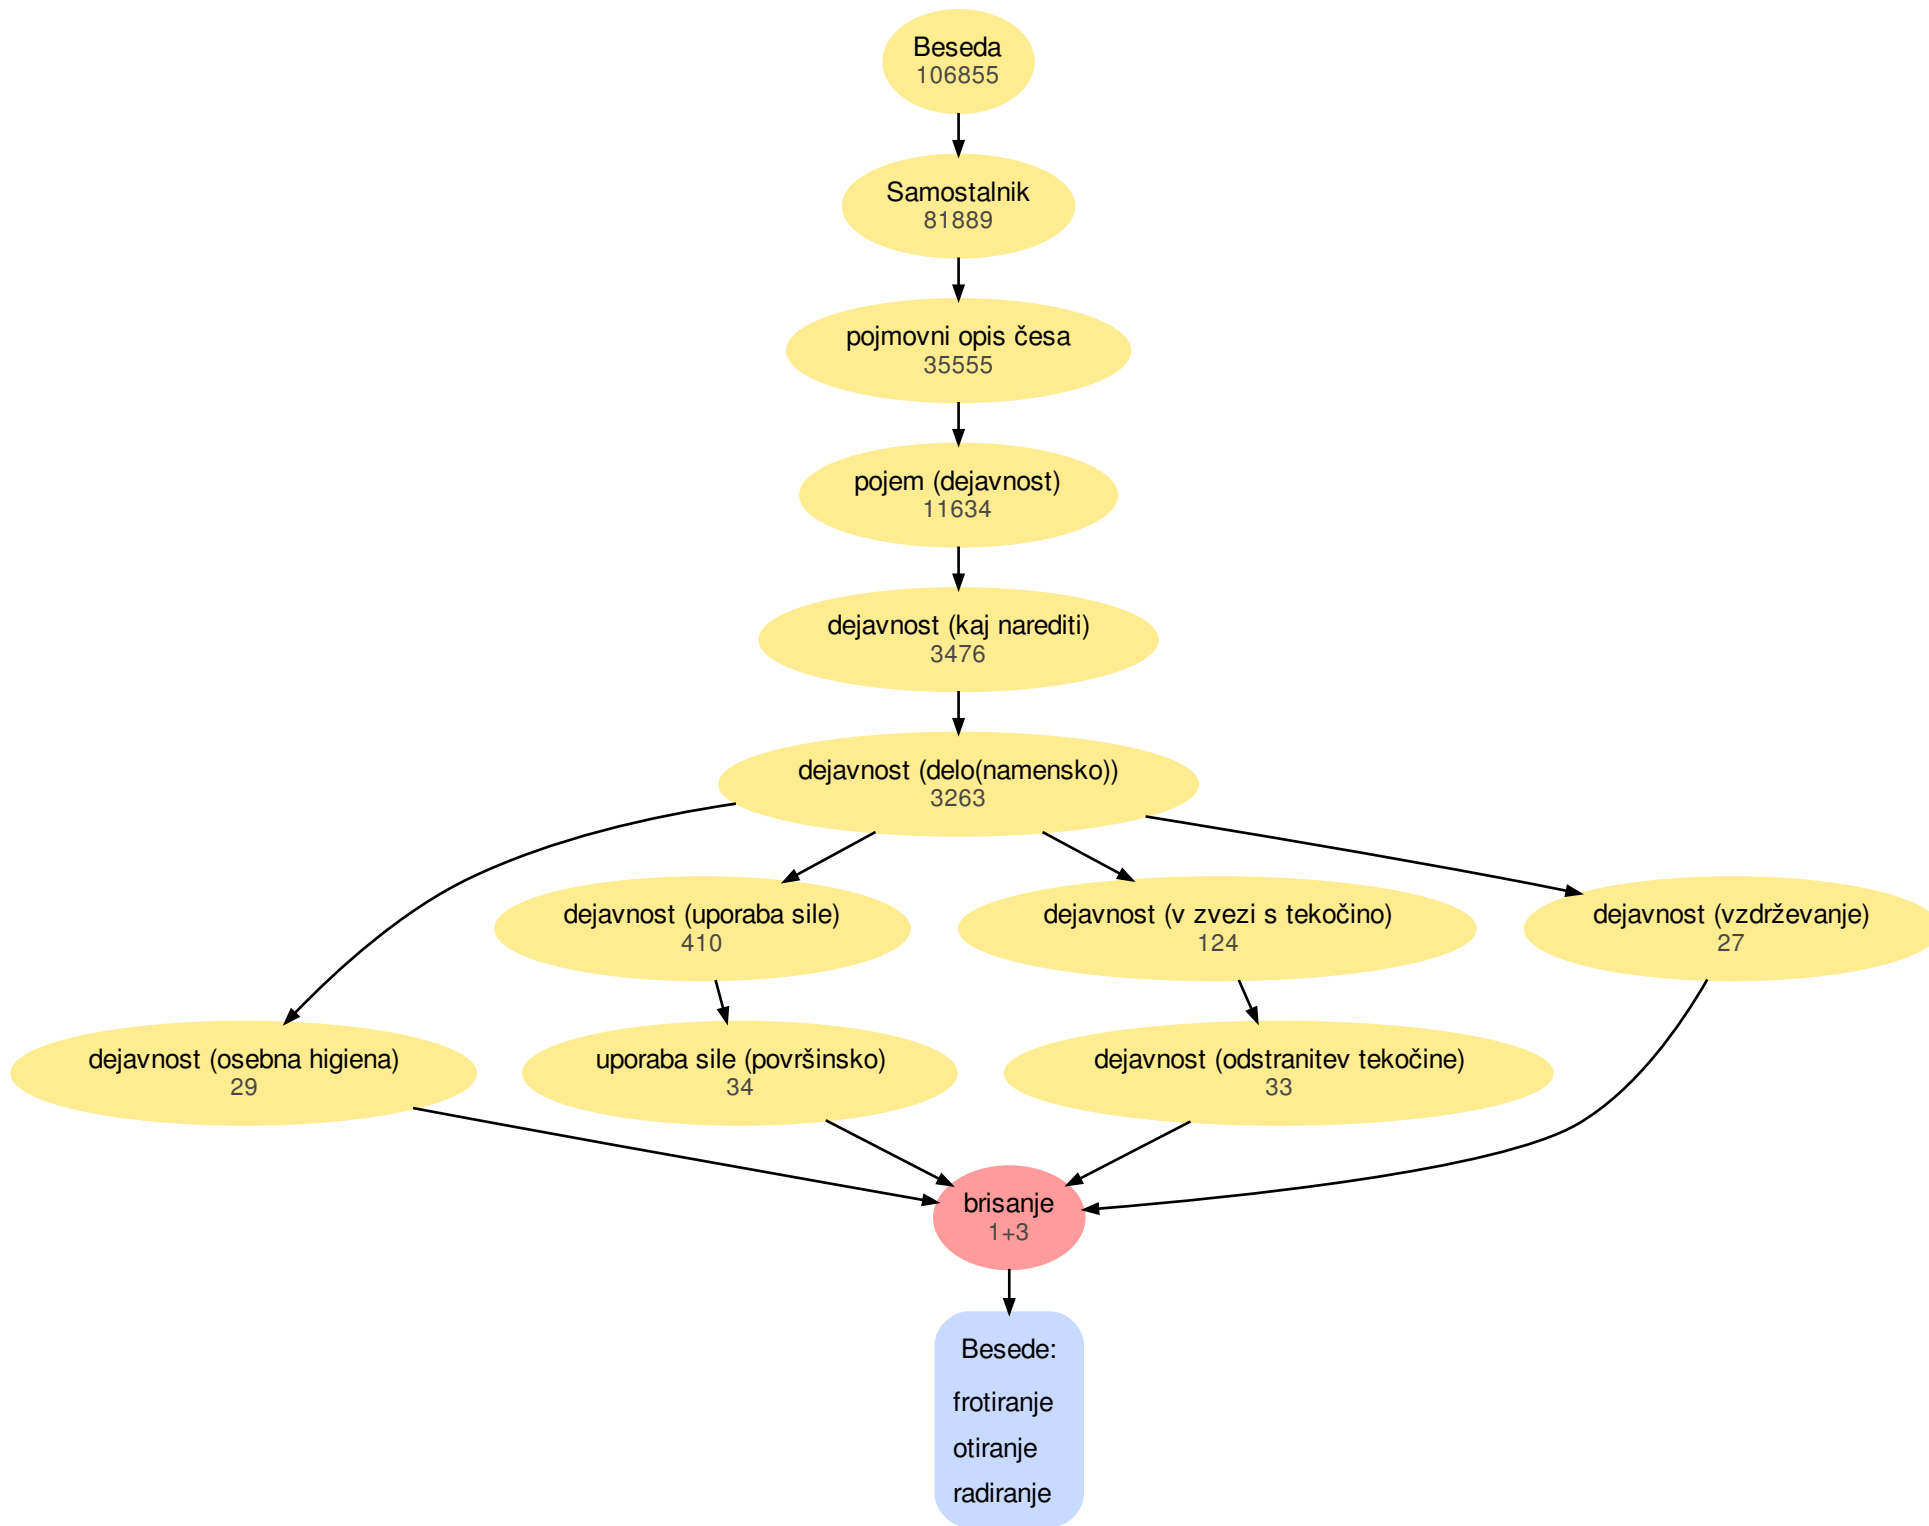 Beseda
106855
Samostalnik
81889
pojmovni opis česa
35555
pojem (dejavnost)
11634
dejavnost (kaj narediti)
3476
dejavnost (delo(namensko))
3263
dejavnost (uporaba sile)
410
dejavnost (v zvezi s tekočino)
124
dejavnost (vzdrževanje)
27
dejavnost (osebna higiena)
29
uporaba sile (površinsko)
34
dejavnost (odstranitev tekočine)
33
brisanje
1+3
Besede:
frotiranje
otiranje
radiranje